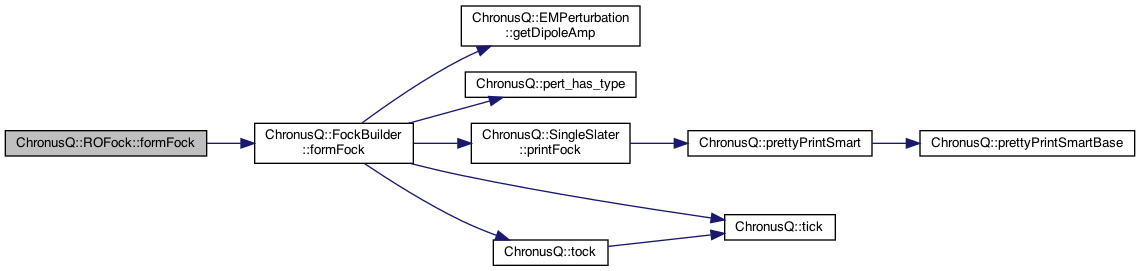 ChronusQ::ROFock::formFock
ChronusQ::FockBuilder
::formFock
ChronusQ::EMPerturbation
::getDipoleAmp
ChronusQ::pert_has_type
ChronusQ::SingleSlater
::printFock
ChronusQ::prettyPrintSmart
ChronusQ::prettyPrintSmartBase
ChronusQ::tock
ChronusQ::tick